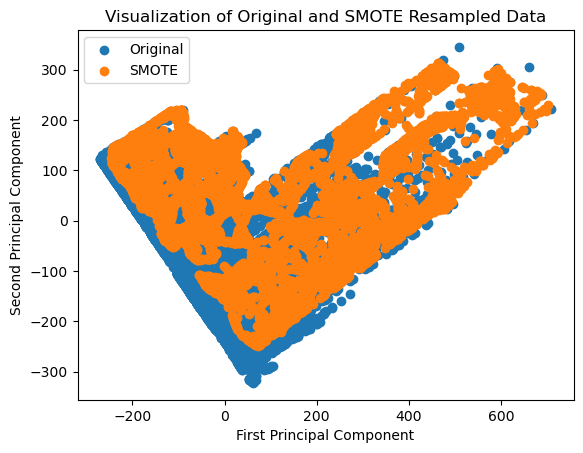 Visualization of Original and SMOTE Resampled Data
Original
SMOTE
300
200
100
0
−100
−200
−300
Second Principal Component
−200
0
200
400
600
First Principal Component